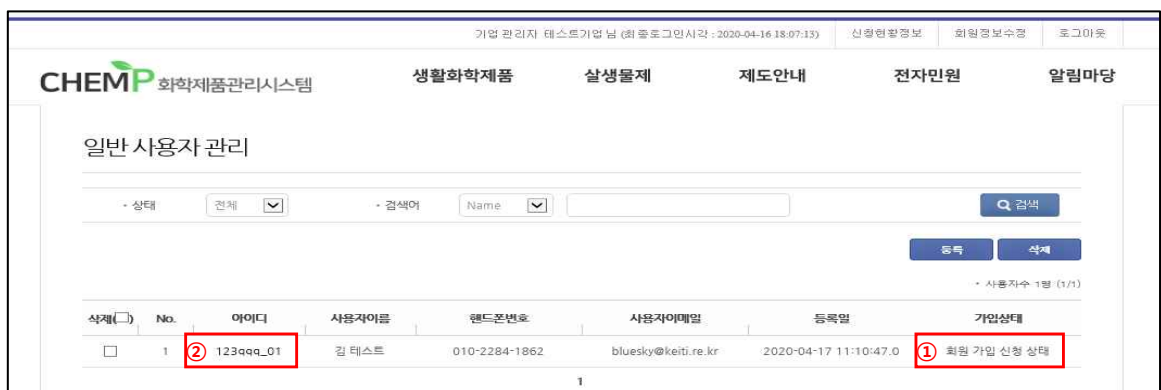 기업 관리자 테스트기업 님 (최종로그인시각 : 2020-04-16 18:07:13) 신청현황정보 회원정보수정 로그아웃
CHEMP 화학제품관리시스템 생활화학제품 살생물제 제도안내 전자민원 알림마당
일반 사용자 관리
· 상태 전체 · 검색어 Name 검색
등록 삭제
· 사용자수 1명 (1/1)
삭제(□) No. 아이디 사용자이름 핸드폰번호 사용자이메일 등록일 가입상태
1 ② 123qqq_01 김 테스트 010-2284-1862 bluesky@keiti.re.kr 2020-04-17 11:10:47.0 ① 회원 가입 신청 상태
1